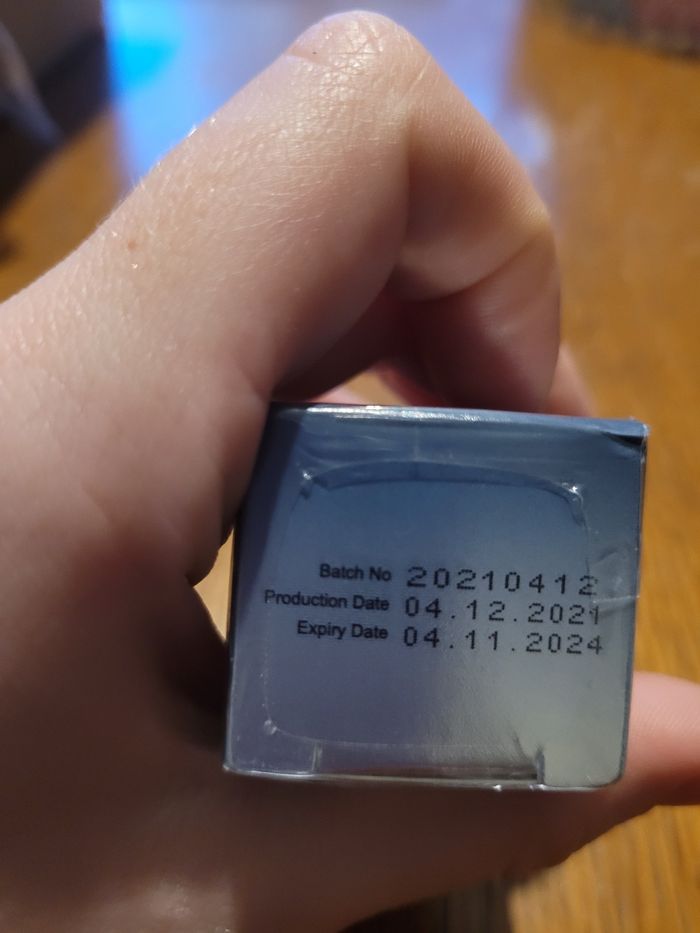 Batch No 20210412
Production Date 04.12.2021
Expiry Date 04.11.2024